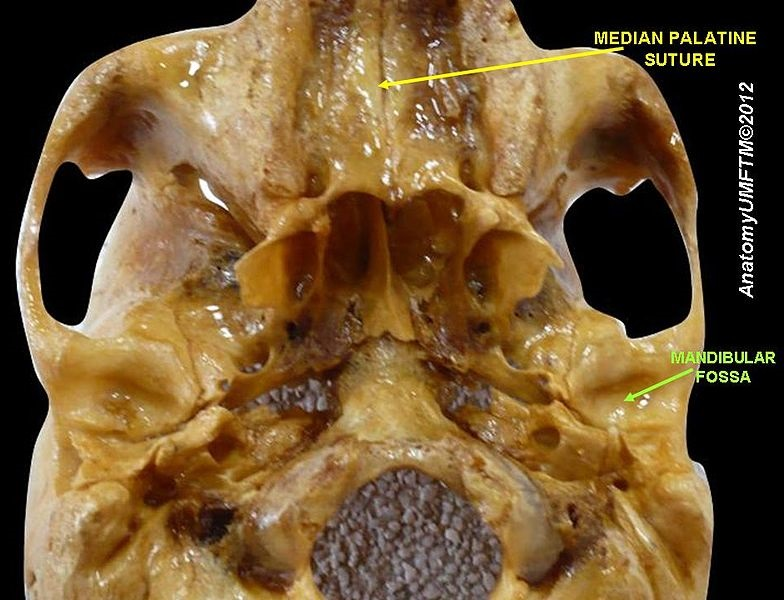 MEDIAN PALATINE
SUTURE
AnatomyUMFTM©2012
MANDIBULAR
FOSSA